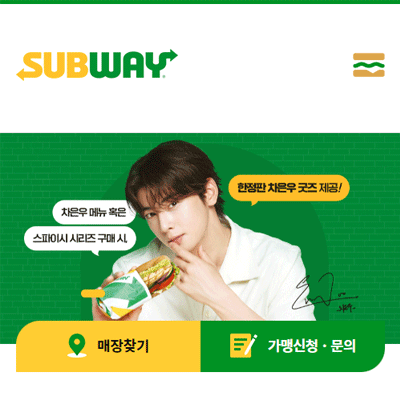 SUBWAY
한정판 차은우 굿즈 제공!
차은우 메뉴 혹은
스파이시 시리즈 구매 시,
매장찾기
가맹신청 · 문의